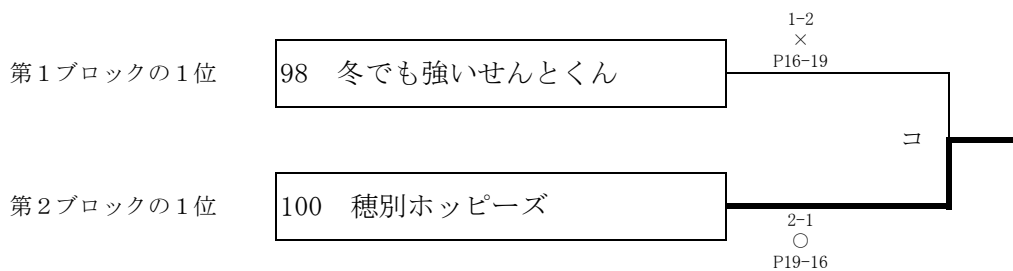 1-2
×
P16-19
第１ブロックの１位
98　冬でも強いせんとくん
コ
第２ブロックの１位
100　穂別ホッピーズ
2-1
○
P19-16